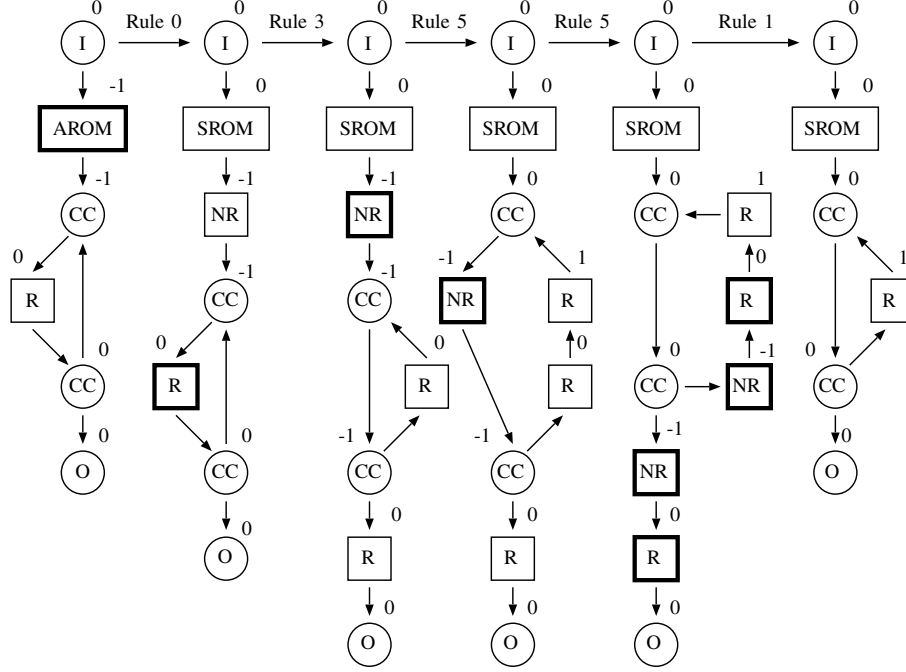 0 0 0 0 0 0
Rule 0 Rule 3 Rule 5 Rule 5 Rule 1
I I I I I I
-1 0 0 0 0 0
AROM SROM SROM SROM SROM SROM
-1 -1 -1 0 0 1 0
CC NR NR CC CC R CC
0 -1 -1 -1 1 0 1
R CC CC NR R R R
0 0 0 0 0 -1 0
CC R R R CC NR CC
0 0 -1 -1 -1 0
O CC CC CC NR O
0 0 0 0
O R R R
0 0 0
O O O